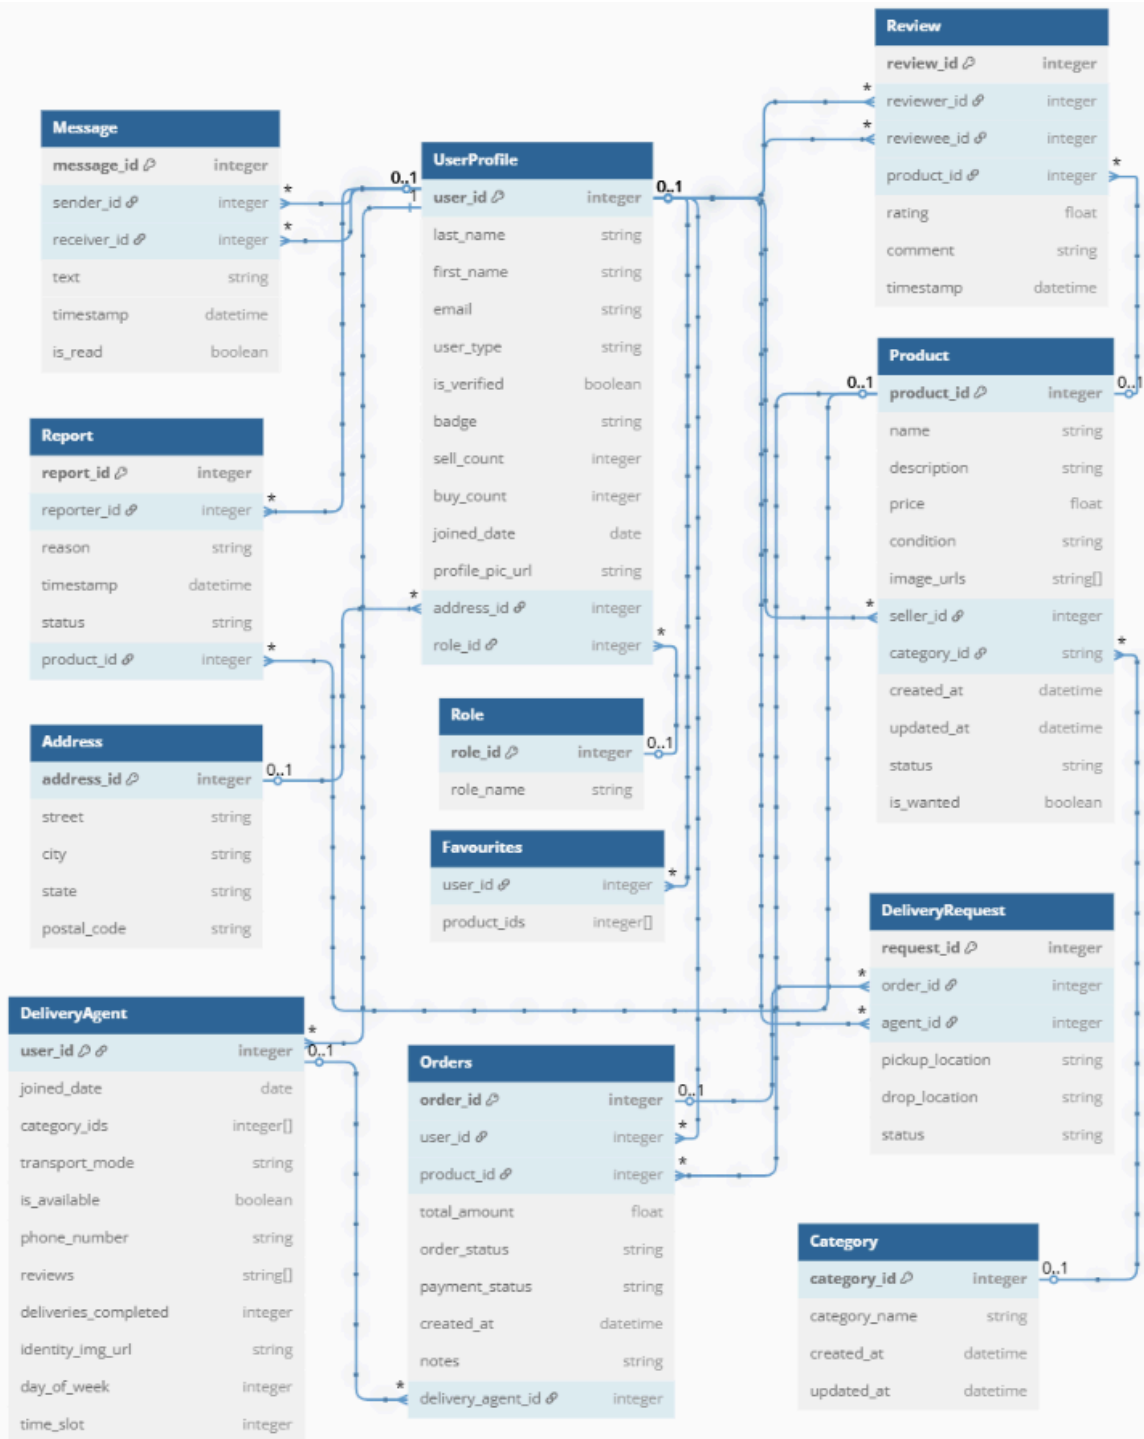 Message
message_id integer
sender_id integer *
receiver_id integer *
text string
timestamp datetime
is_read boolean
Report
report_id integer
reporter_id integer *
reason string
timestamp datetime
status string
product_id integer *
Address
address_id integer 0..1
street string
city string
state string
postal_code string
DeliveryAgent
user_id integer * 0..1
joined_date date
category_ids integer[]
transport_mode string
is_available boolean
phone_number string
reviews string[]
deliveries_completed integer
identity_img_url string
day_of_week integer
time_slot integer
UserProfile
0..1 1 user_id integer 0..1
last_name string
first_name string
email string
user_type string
is_verified boolean
badge string
sell_count integer
buy_count integer
joined_date date
profile_pic_url string
* address_id integer
role_id integer *
Role
role_id integer 0..1
role_name string
Favourites
user_id integer *
product_ids integer[]
Orders
order_id integer 0..1
user_id integer *
product_id integer *
total_amount float
order_status string
payment_status string
created_at datetime
notes string
* delivery_agent_id integer
Review
review_id integer
* reviewer_id integer
* reviewee_id integer
product_id integer *
rating float
comment string
timestamp datetime
Product
0..1 product_id integer 0..1
name string
description string
price float
condition string
image_urls string[]
* seller_id integer
category_id string *
created_at datetime
updated_at datetime
status string
is_wanted boolean
DeliveryRequest
request_id integer
* order_id integer
* agent_id integer
pickup_location string
drop_location string
status string
Category
category_id integer 0..1
category_name string
created_at datetime
updated_at datetime